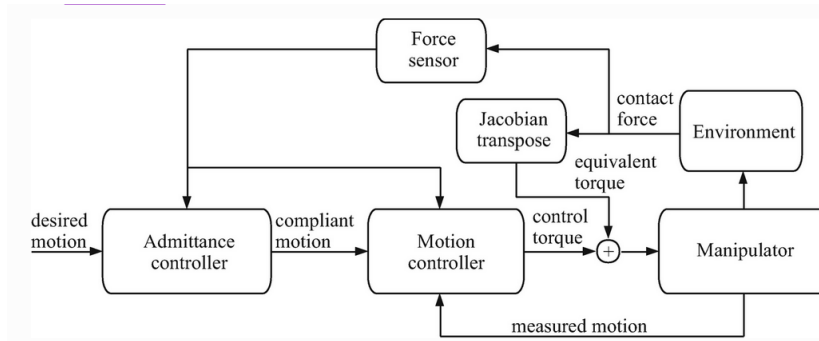 Force
sensor
contact
force
Jacobian
transpose
Environment
equivalent
torque
desired
motion
Admittance
controller
compliant
motion
Motion
controller
control
torque
+
Manipulator
measured motion